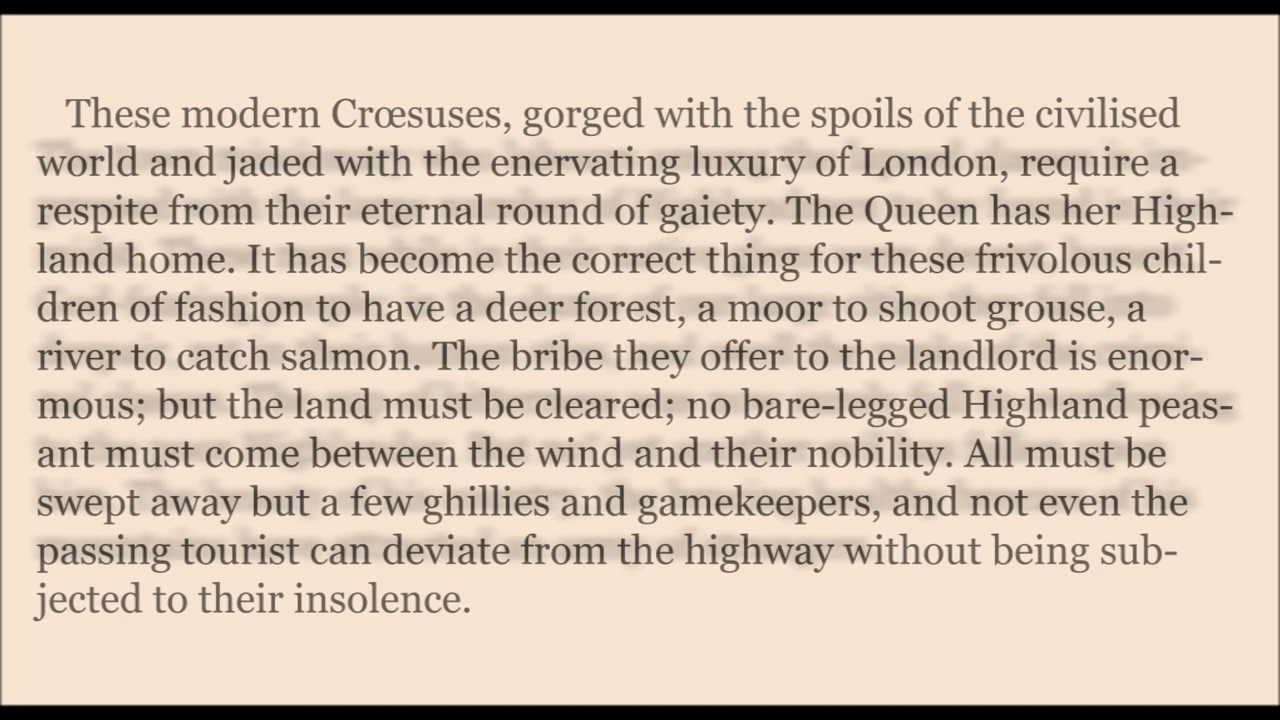 These modern Crœsuses, gorged with the spoils of the civilised
world and jaded with the enervating luxury of London, require a
respite from their eternal round of gaiety. The Queen has her High-
land home. It has become the correct thing for these frivolous chil-
dren of fashion to have a deer forest, a moor to shoot grouse, a
river to catch salmon. The bribe they offer to the landlord is enor-
mous; but the land must be cleared; no bare-legged Highland peas-
ant must come between the wind and their nobility. All must be
swept away but a few ghillies and gamekeepers, and not even the
passing tourist can deviate from the highway without being sub-
jected to their insolence.